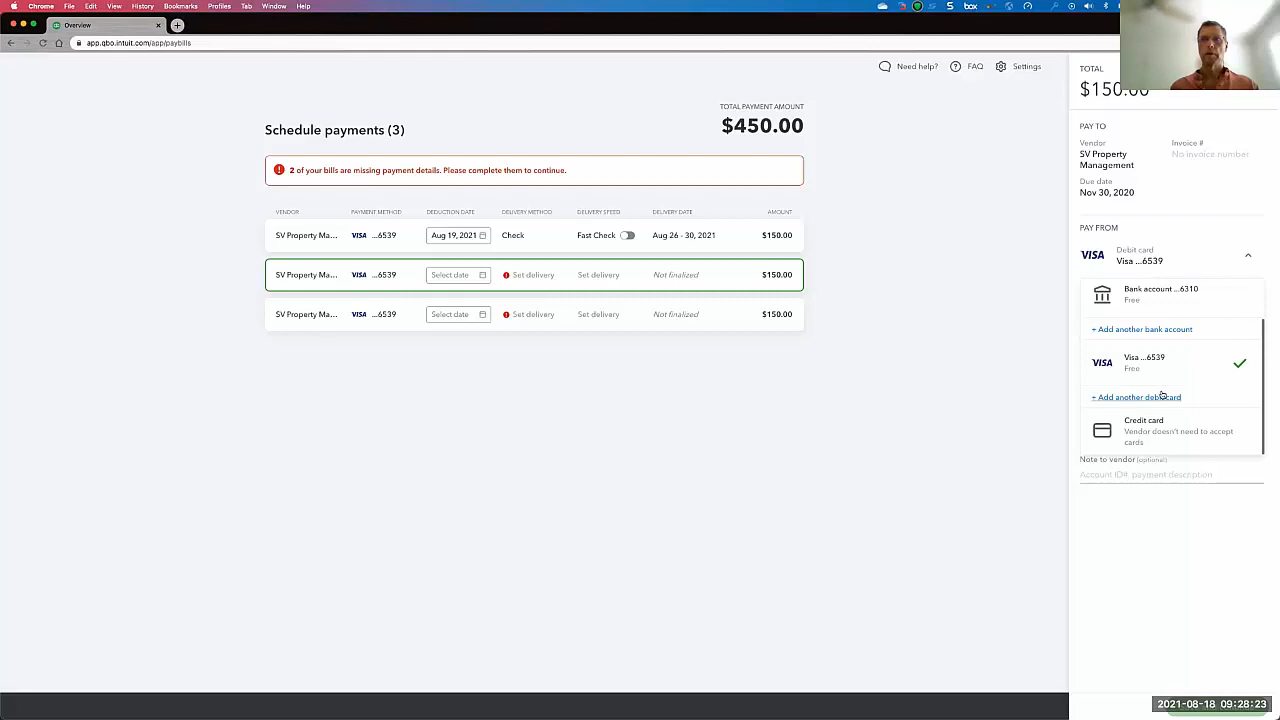 Chrome File Edit View History Bookmarks Profiles Tab Window Help
box
Overview
app.qbo.intuit.com/app/paybills
Need help? FAQ Settings
Schedule payments (3)
TOTAL PAYMENT AMOUNT
$450.00
2 of your bills are missing payment details. Please complete them to continue.
VENDOR PAYMENT METHOD DEDUCTION DATE DELIVERY METHOD DELIVERY SPEED DELIVERY DATE AMOUNT
SV Property Ma... VISA ...6539 Aug 19, 2021 Check Fast Check Aug 26 - 30, 2021 $150.00
SV Property Ma... VISA ...6539 Select date Set delivery Set delivery Not finalized $150.00
SV Property Ma... VISA ...6539 Select date Set delivery Set delivery Not finalized $150.00
TOTAL
$150.00
PAY TO
Vendor Invoice #
SV Property No invoice number
Management
Due date
Nov 30, 2020
PAY FROM
VISA Debit card
Visa ...6539
Bank account ...6310
Free
+ Add another bank account
VISA Visa ...6539
Free
+ Add another debit card
Credit card
Vendor doesn't need to accept
cards
Note to vendor (optional)
Account ID#, payment description
2021-08-18 09:28:23